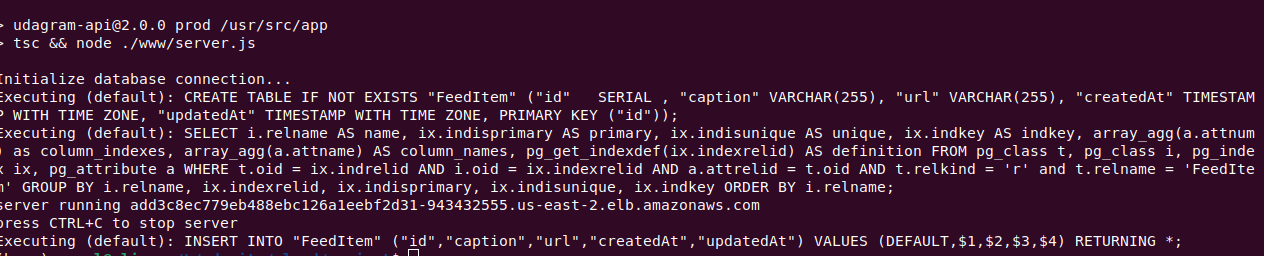 > udagram-api@2.0.0 prod /usr/src/app
> tsc && node ./www/server.js
Initialize database connection...
Executing (default): CREATE TABLE IF NOT EXISTS "FeedItem" ("id"   SERIAL , "caption" VARCHAR(255), "url" VARCHAR(255), "createdAt" TIMESTAM
P WITH TIME ZONE, "updatedAt" TIMESTAMP WITH TIME ZONE, PRIMARY KEY ("id"));
Executing (default): SELECT i.relname AS name, ix.indisprimary AS primary, ix.indisunique AS unique, ix.indkey AS indkey, array_agg(a.attnum
) as column_indexes, array_agg(a.attname) AS column_names, pg_get_indexdef(ix.indexrelid) AS definition FROM pg_class t, pg_class i, pg_inde
x ix, pg_attribute a WHERE t.oid = ix.indrelid AND i.oid = ix.indexrelid AND a.attrelid = t.oid AND t.relkind = 'r' and t.relname = 'FeedIte
m' GROUP BY i.relname, ix.indexrelid, ix.indisprimary, ix.indisunique, ix.indkey ORDER BY i.relname;
server running add3c8ec779eb488ebc126a1eebf2d31-943432555.us-east-2.elb.amazonaws.com
press CTRL+C to stop server
Executing (default): INSERT INTO "FeedItem" ("id","caption","url","createdAt","updatedAt") VALUES (DEFAULT,$1,$2,$3,$4) RETURNING *;